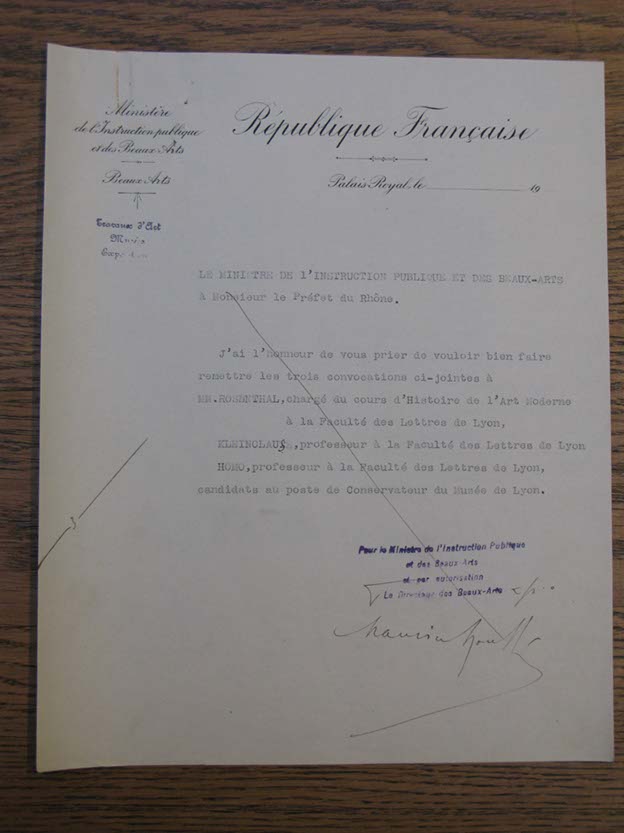 Ministère
de l'Instruction publique
et des Beaux Arts
Beaux Arts
Travaux d'Art
République Française
Palais Royal, le 19
LE MINISTRE DE l'INSTRUCTION PUBLIQUE ET DES BEAUX-ARTS
à Monsieur le Préfet du Rhône.
J'ai l'honneur de vous prier de vouloir bien faire
remettre les trois convocations ci-jointes à
MM.ROSENTHAL,chargé du cours d'Histoire de l'Art Moderne
à la Faculté des Lettres de Lyon,
KLEINCLAUSZ,professeur à la Faculté des Lettres de Lyon
HOMO,professeur à la Faculté des Lettres de Lyon,
candidats au poste de Conservateur du Musée de Lyon.
Pour le Ministre de l'Instruction Publique
et des Beaux-Arts
et par autorisation
Le Directeur des Beaux-Arts